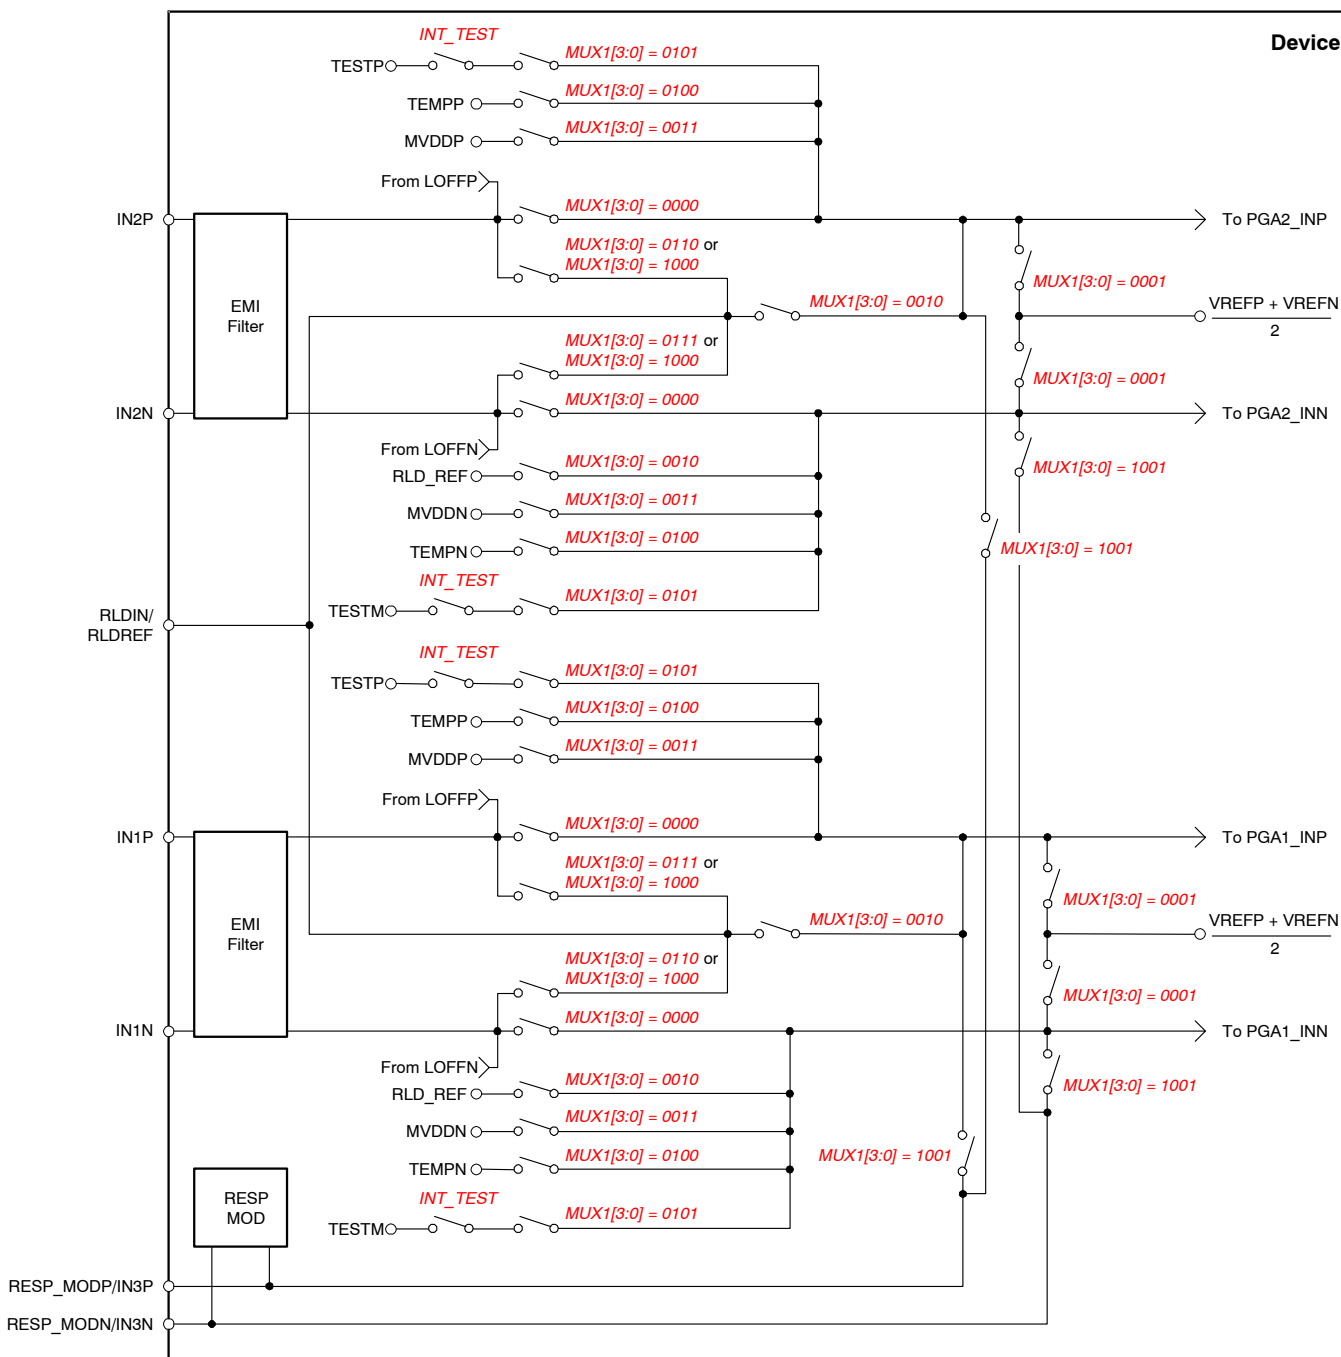 Device
INT_TEST
TESTP
MUX1[3:0] = 0101
TEMPP
MUX1[3:0] = 0100
MVDDP
MUX1[3:0] = 0011
From LOFFP
IN2P
MUX1[3:0] = 0000
To PGA2_INP
MUX1[3:0] = 0110 or
MUX1[3:0] = 1000
MUX1[3:0] = 0001
EMI
Filter
MUX1[3:0] = 0010
VREFP + VREFN
2
MUX1[3:0] = 0111 or
MUX1[3:0] = 1000
MUX1[3:0] = 0001
IN2N
MUX1[3:0] = 0000
To PGA2_INN
From LOFFN
RLD_REF
MUX1[3:0] = 0010
MUX1[3:0] = 1001
MVDDN
MUX1[3:0] = 0011
TEMPN
MUX1[3:0] = 0100
MUX1[3:0] = 1001
INT_TEST
TESTM
MUX1[3:0] = 0101
RLDIN/
RLDREF
INT_TEST
TESTP
MUX1[3:0] = 0101
TEMPP
MUX1[3:0] = 0100
MVDDP
MUX1[3:0] = 0011
From LOFFP
IN1P
MUX1[3:0] = 0000
To PGA1_INP
MUX1[3:0] = 0111 or
MUX1[3:0] = 1000
MUX1[3:0] = 0001
EMI
Filter
MUX1[3:0] = 0010
VREFP + VREFN
2
MUX1[3:0] = 0110 or
MUX1[3:0] = 1000
MUX1[3:0] = 0001
IN1N
MUX1[3:0] = 0000
To PGA1_INN
From LOFFN
RLD_REF
MUX1[3:0] = 0010
MUX1[3:0] = 1001
MVDDN
MUX1[3:0] = 0011
TEMPN
MUX1[3:0] = 0100
MUX1[3:0] = 1001
RESP
MOD
INT_TEST
TESTM
MUX1[3:0] = 0101
RESP_MODP/IN3P
RESP_MODN/IN3N